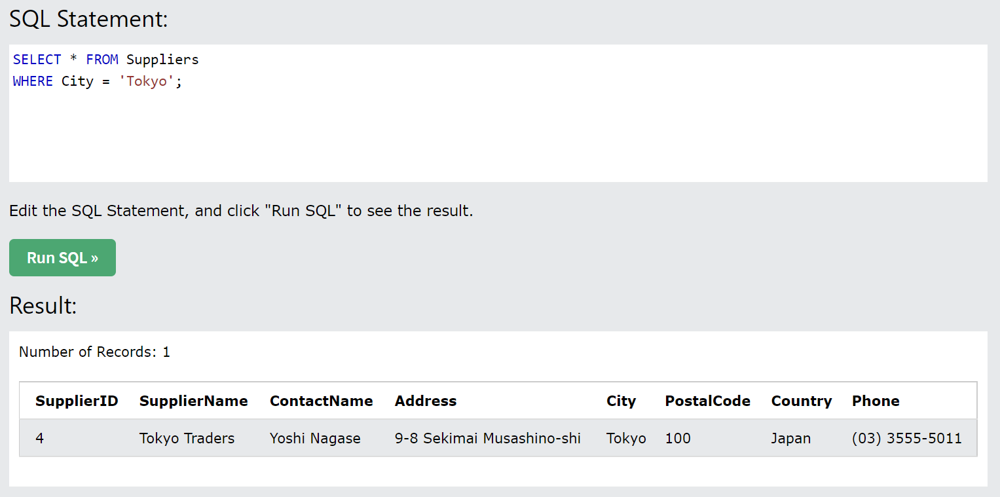 SQL Statement:
SELECT * FROM Suppliers
WHERE City = 'Tokyo';
Edit the SQL Statement, and click "Run SQL" to see the result.
Run SQL »
Result:
Number of Records: 1
SupplierID SupplierName ContactName Address City PostalCode Country Phone
4 Tokyo Traders Yoshi Nagase 9-8 Sekimai Musashino-shi Tokyo 100 Japan (03) 3555-5011